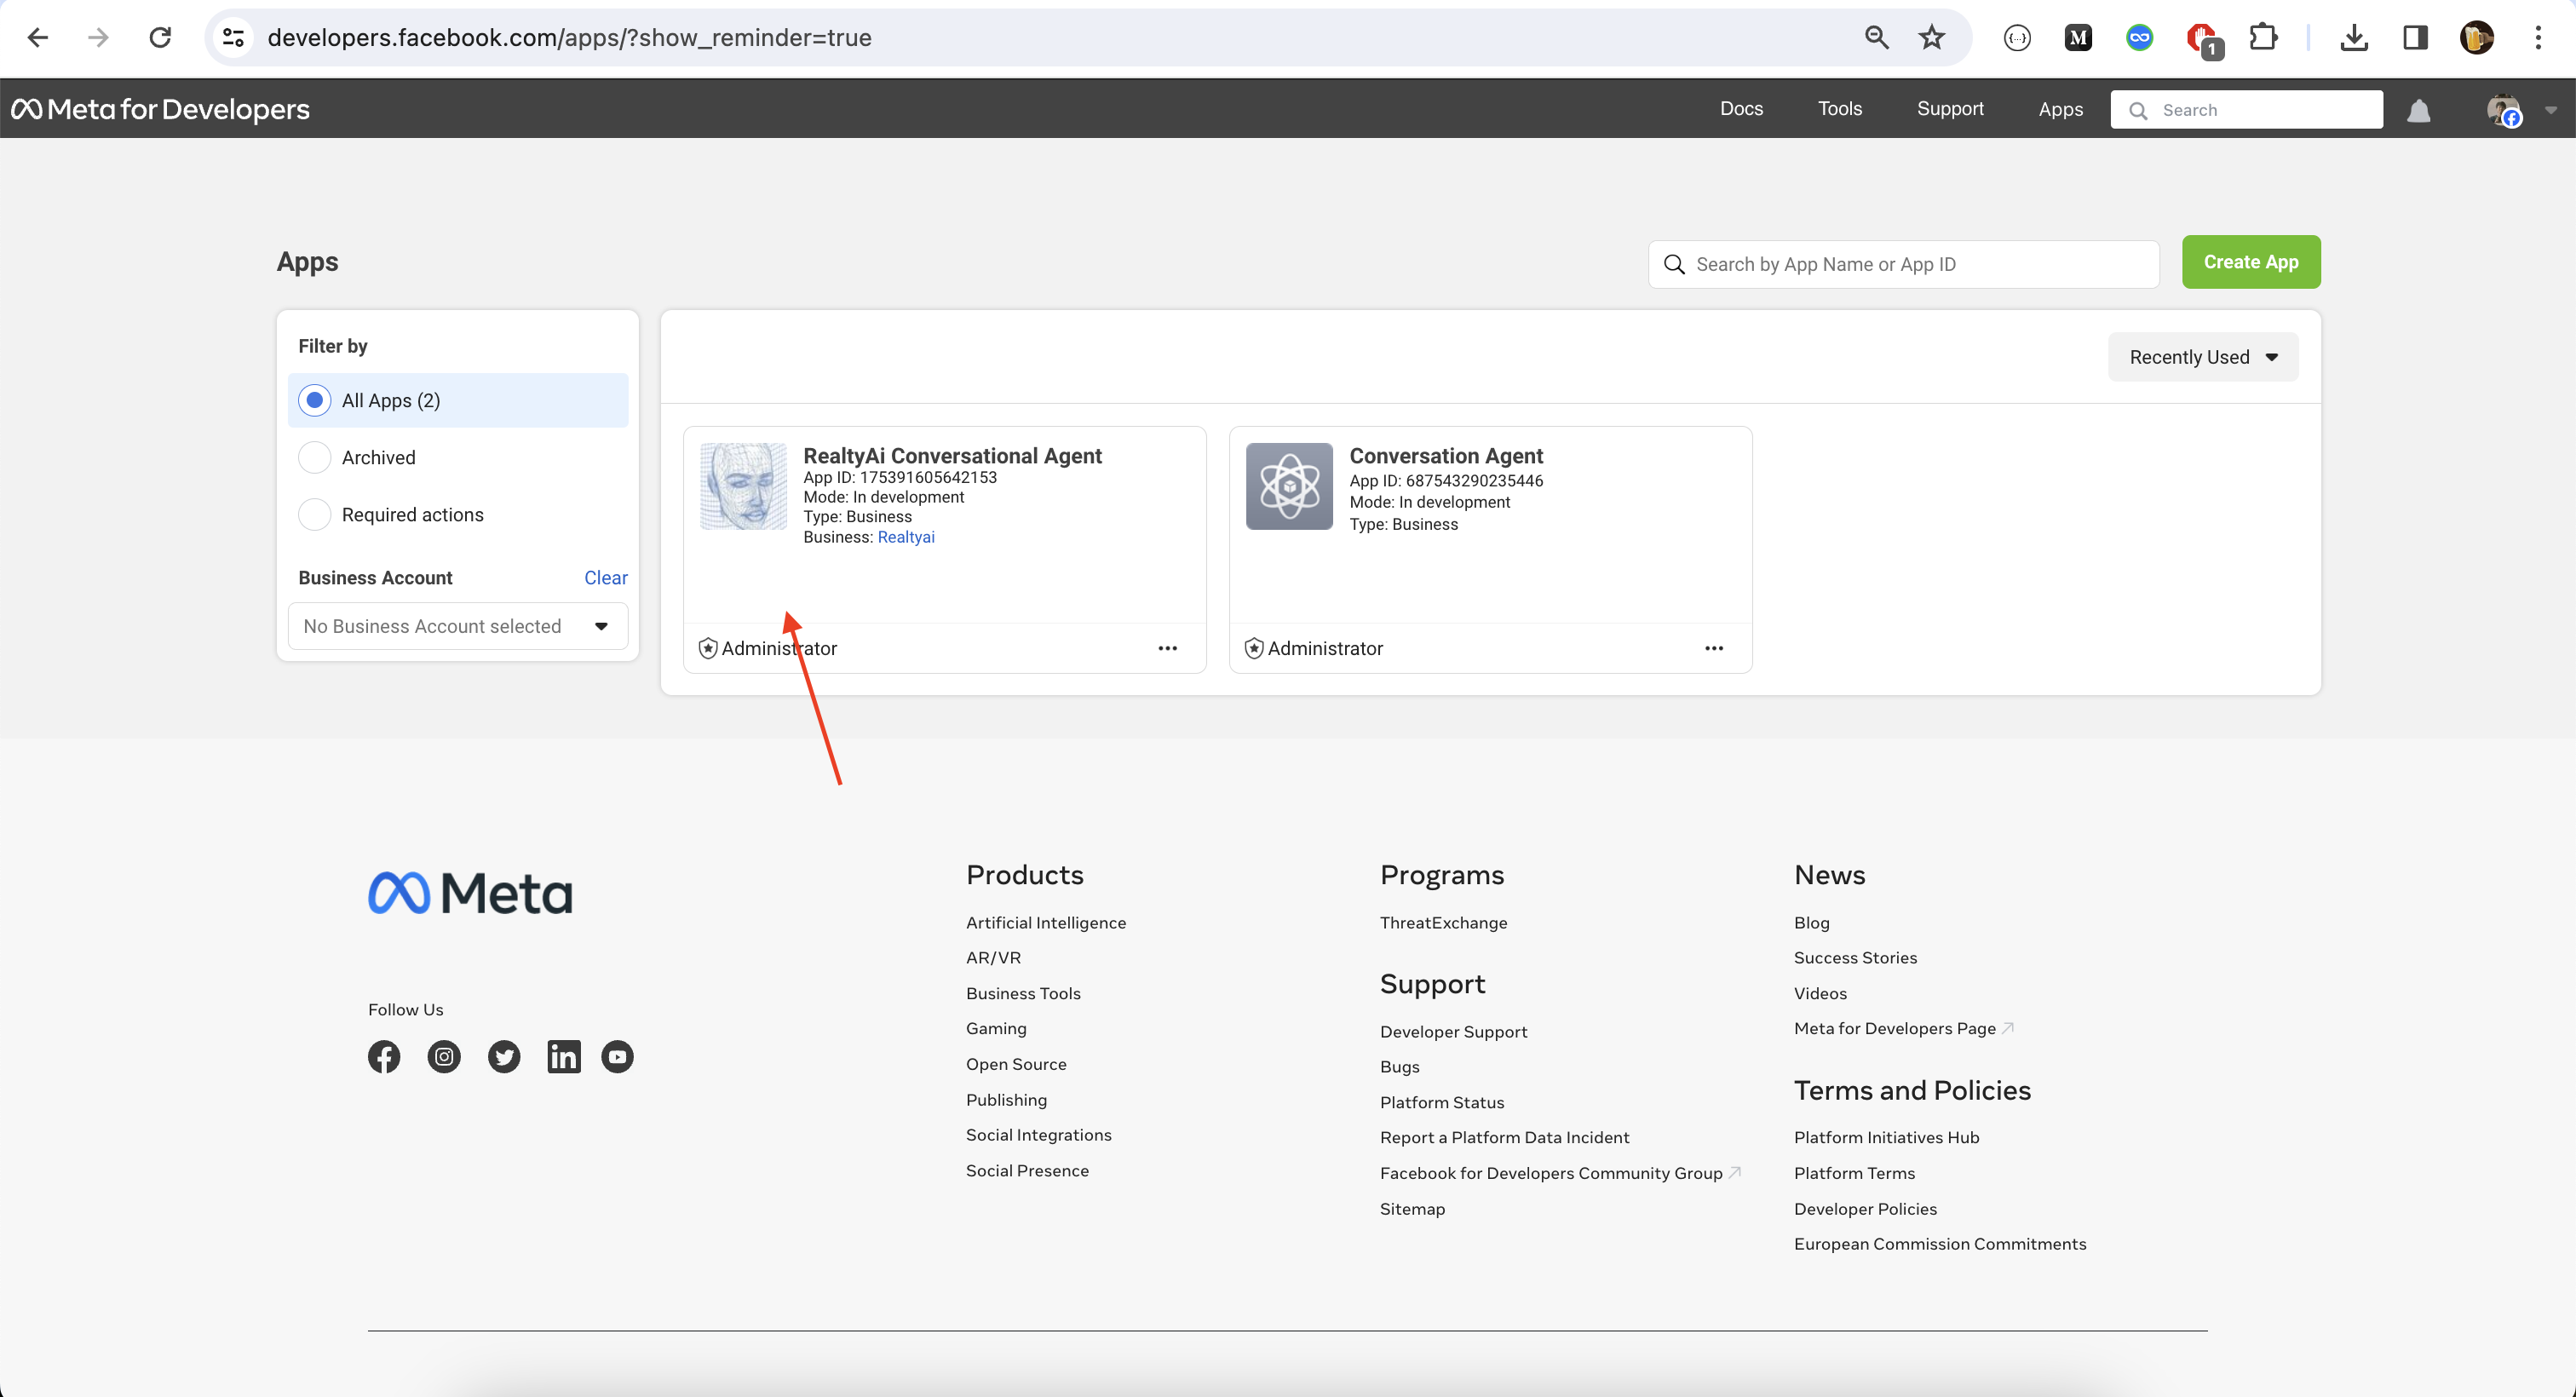 developers.facebook.com/apps/?show_reminder=true
M
1
Meta for Developers
Docs
Tools
Support
Apps
Search
Apps
Search by App Name or App ID
Create App
Filter by
All Apps (2)
Archived
Required actions
Business Account
Clear
No Business Account selected
Recently Used
RealtyAi Conversational Agent
App ID: 175391605642153
Mode: In development
Type: Business
Business: Realtyai
Administrator
Conversation Agent
App ID: 687543290235446
Mode: In development
Type: Business
Administrator
Meta
Follow Us
in
Products
Artificial Intelligence
AR/VR
Business Tools
Gaming
Open Source
Publishing
Social Integrations
Social Presence
Programs
ThreatExchange
Support
Developer Support
Bugs
Platform Status
Report a Platform Data Incident
Facebook for Developers Community Group
Sitemap
News
Blog
Success Stories
Videos
Meta for Developers Page
Terms and Policies
Platform Initiatives Hub
Platform Terms
Developer Policies
European Commission Commitments